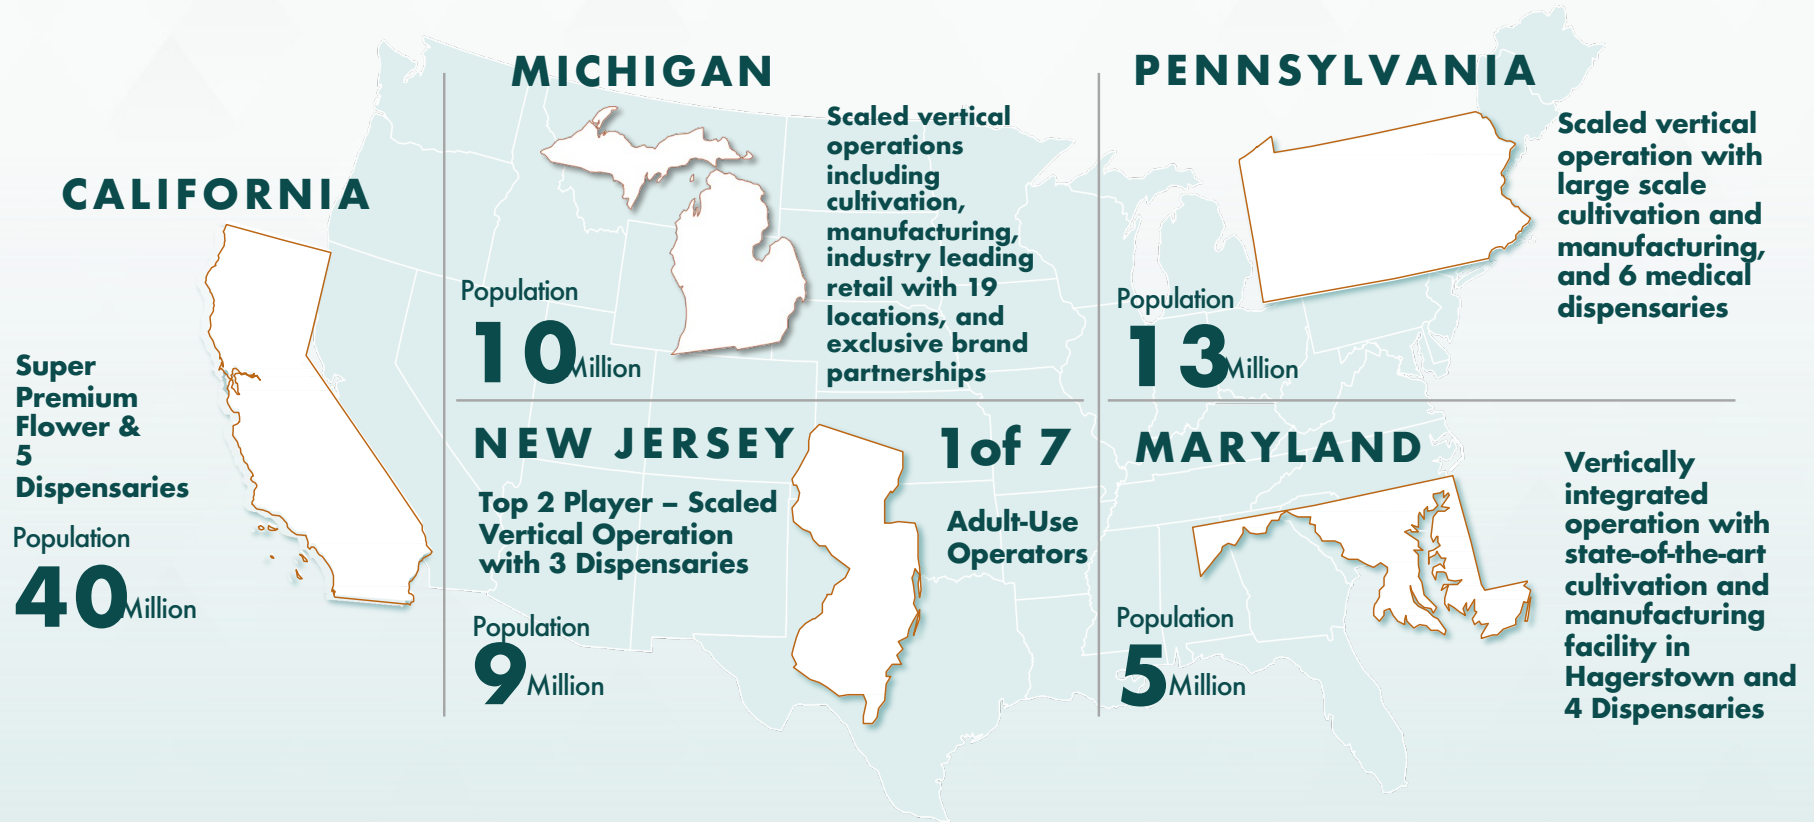 CALIFORNIA
Super
Premium
Flower &
5
Dispensaries
Population
40 Million
MICHIGAN
Scaled vertical
operations
including
cultivation,
manufacturing,
industry leading
retail with 19
locations, and
exclusive brand
partnerships
Population
10 Million
NEW JERSEY
Top 2 Player – Scaled
Vertical Operation
with 3 Dispensaries
1 of 7
Adult-Use
Operators
Population
9 Million
PENNSYLVANIA
Scaled vertical
operation with
large scale
cultivation and
manufacturing,
and 6 medical
dispensaries
Population
13 Million
MARYLAND
Vertically
integrated
operation with
state-of-the-art
cultivation and
manufacturing
facility in
Hagerstown and
4 Dispensaries
Population
5 Million